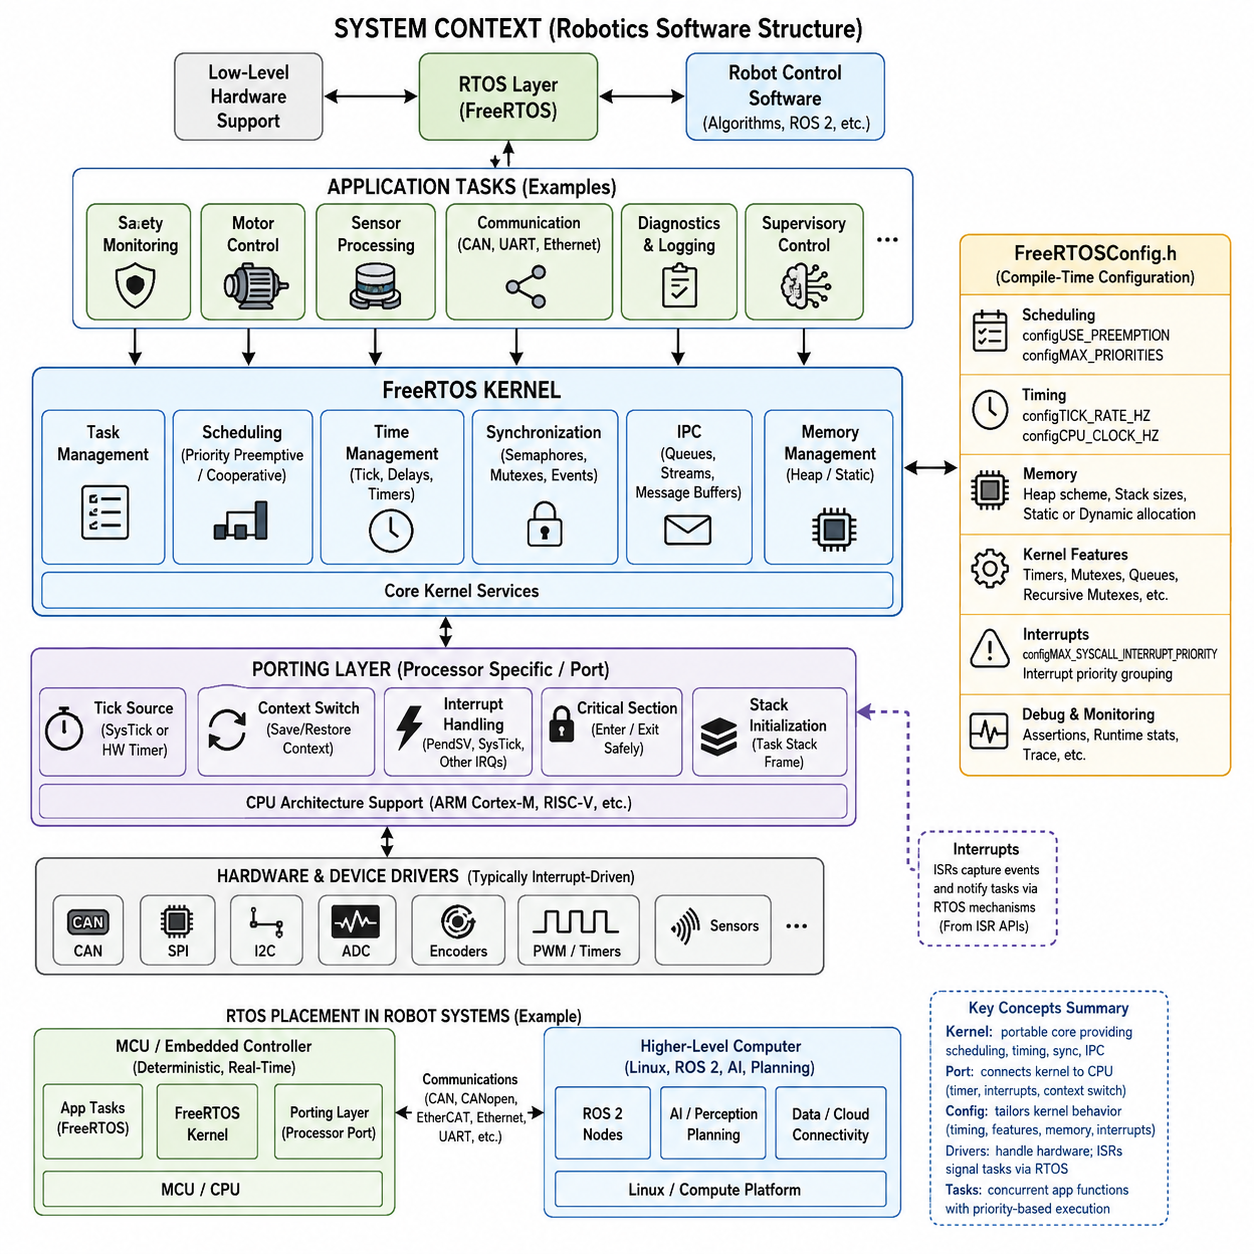 SYSTEM CONTEXT (Robotics Software Structure)
Low-Level
Hardware
Support
RTOS Layer
(FreeRTOS)
Robot Control
Software
(Algorithms, ROS 2, etc.)
APPLICATION TASKS (Examples)
Safety
Monitoring
Motor
Control
Sensor
Processing
Communication
(CAN, UART, Ethernet)
Diagnostics
& Logging
Supervisory
Control
...
FreeRTOS KERNEL
Task
Management
Scheduling
(Priority Preemptive
/ Cooperative)
Time
Management
(Tick, Delays,
Timers)
Synchronization
(Semaphores,
Mutexes, Events)
IPC
(Queues,
Streams,
Message Buffers)
Memory
Management
(Heap / Static)
Core Kernel Services
FreeRTOSConfig.h
(Compile-Time Configuration)
Scheduling
configUSE_PREEMPTION
configMAX_PRIORITIES
Timing
configTICK_RATE_HZ
configCPU_CLOCK_HZ
Memory
Heap scheme, Stack sizes,
Static or Dynamic allocation
Kernel Features
Timers, Mutexes, Queues,
Recursive Mutexes, etc.
Interrupts
configMAX_SYSCALL_INTERRUPT_PRIORITY
Interrupt priority grouping
Debug & Monitoring
Assertions, Runtime stats,
Trace, etc.
PORTING LAYER (Processor Specific / Port)
Tick Source
(SysTick or
HW Timer)
Context Switch
(Save/Restore
Context)
Interrupt
Handling
(PendSV, SysTick,
Other IRQs)
Critical Section
(Enter / Exit
Safely)
Stack
Initialization
(Task Stack
Frame)
CPU Architecture Support (ARM Cortex-M, RISC-V, etc.)
Interrupts
ISRs capture events
and notify tasks via
RTOS mechanisms
(From ISR APIs)
HARDWARE & DEVICE DRIVERS (Typically Interrupt-Driven)
CAN
CAN
SPI
I2C
ADC
Encoders
PWM / Timers
Sensors
...
RTOS PLACEMENT IN ROBOT SYSTEMS (Example)
MCU / Embedded Controller
(Deterministic, Real-Time)
App Tasks
(FreeRTOS)
FreeRTOS
Kernel
Porting Layer
(Processor Port)
MCU / CPU
Communications
(CAN, CANopen,
EtherCAT, Ethernet,
UART, etc.)
Higher-Level Computer
(Linux, ROS 2, AI, Planning)
ROS 2
Nodes
AI / Perception
Planning
Data / Cloud
Connectivity
Linux / Compute Platform
Key Concepts Summary
Kernel: portable core providing
scheduling, timing, sync, IPC
Port: connects kernel to CPU
(timer, interrupts, context switch)
Config: tailors kernel behavior
(timing, features, memory, interrupts)
Drivers: handle hardware; ISRs
signal tasks via RTOS
Tasks: concurrent app functions
with priority-based execution